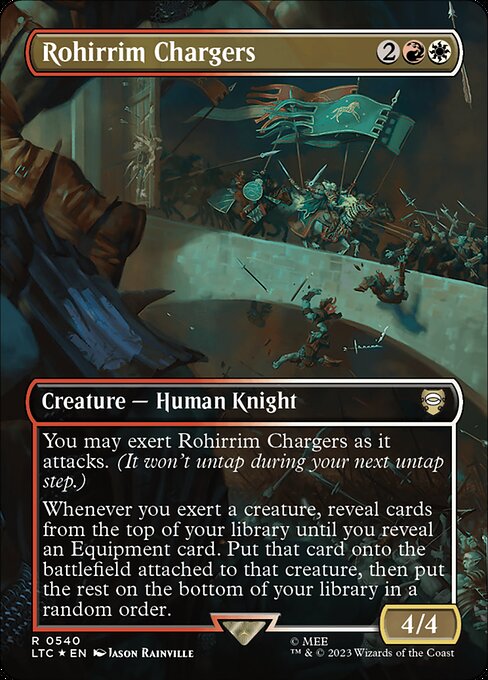 Rohirrim Chargers 2
Creature — Human Knight
You may exert Rohirrim Chargers as it
attacks. (It won't untap during your next untap
step.)
Whenever you exert a creature, reveal cards
from the top of your library until you reveal
an Equipment card. Put that card onto the
battlefield attached to that creature, then put
the rest on the bottom of your library in a
random order.
4/4
R 0540
LTC ★ EN Jason Rainville
© MEE
™ & © 2023 Wizards of the Coast